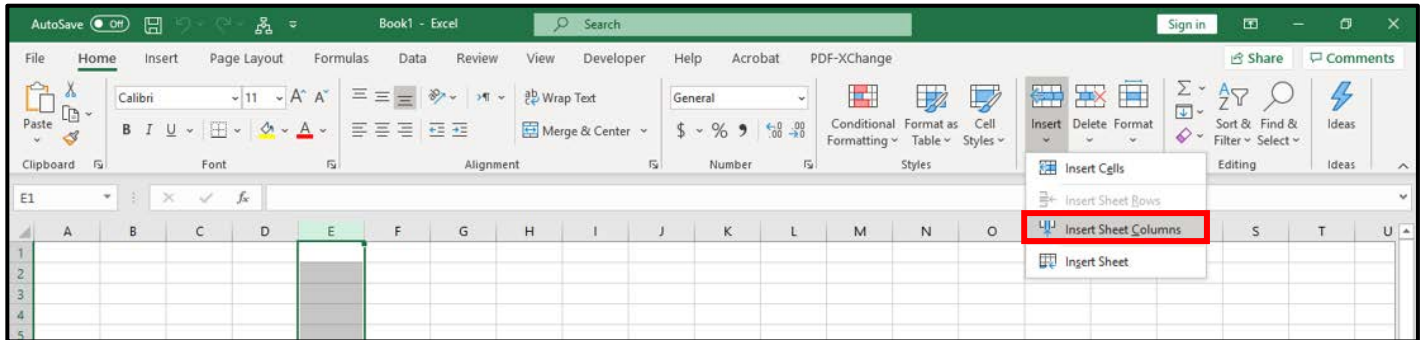 AutoSave Off Book1 - Excel Search Sign in
File Home Insert Page Layout Formulas Data Review View Developer Help Acrobat PDF-XChange Share Comments
Calibri 11 A^ A˅ Wrap Text General
Paste B I U A Merge & Center $ % 9 .00 Conditional Formatting Format as Table Cell Styles Insert Delete Format Sort & Filter Find & Select Ideas
Clipboard Font Alignment Number Styles Editing Ideas
Insert Cells
E1 fx
Insert Sheet Rows
A B C D E F G H I J K L M N O S T U
Insert Sheet Columns
1
Insert Sheet
2
3
4
5